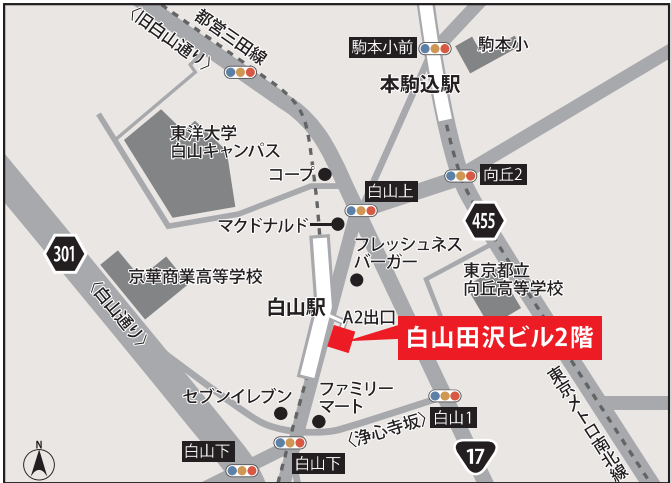 都営三田線
〈旧白山通り〉
駒本小前
駒本小
本駒込駅
東洋大学
白山キャンパス
コープ
白山上
向丘2
マクドナルド
455
301
フレッシュネス
バーガー
京華商業高等学校
東京都立
向丘高等学校
〈白山通り〉
白山駅
A2出口
白山田沢ビル2階
東京メトロ南北線
セブンイレブン
ファミリー
マート
白山1
〈浄心寺坂〉
白山下
白山下
17
N